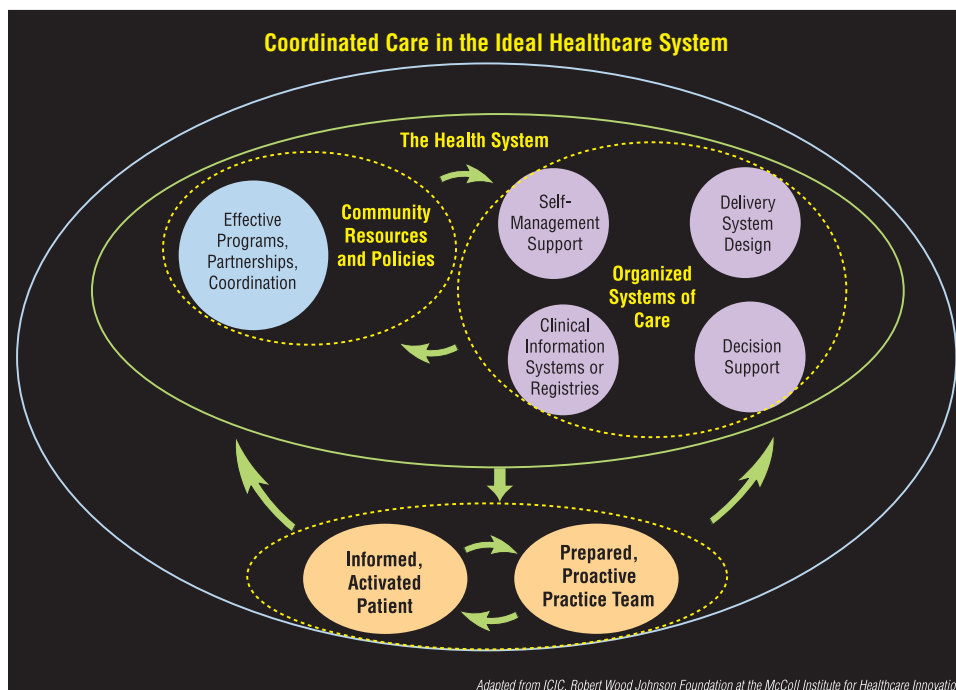 Coordinated Care in the Ideal Healthcare System
The Health System
Effective
Programs,
Partnerships,
Coordination
Community
Resources
and Policies
Self-
Management
Support
Delivery
System
Design
Organized
Systems of
Care
Clinical
Information
Systems or
Registries
Decision
Support
Informed,
Activated
Patient
Prepared,
Proactive
Practice Team
Adapted from ICIC, Robert Wood Johnson Foundation at the McColl Institute for Healthcare Innovatio